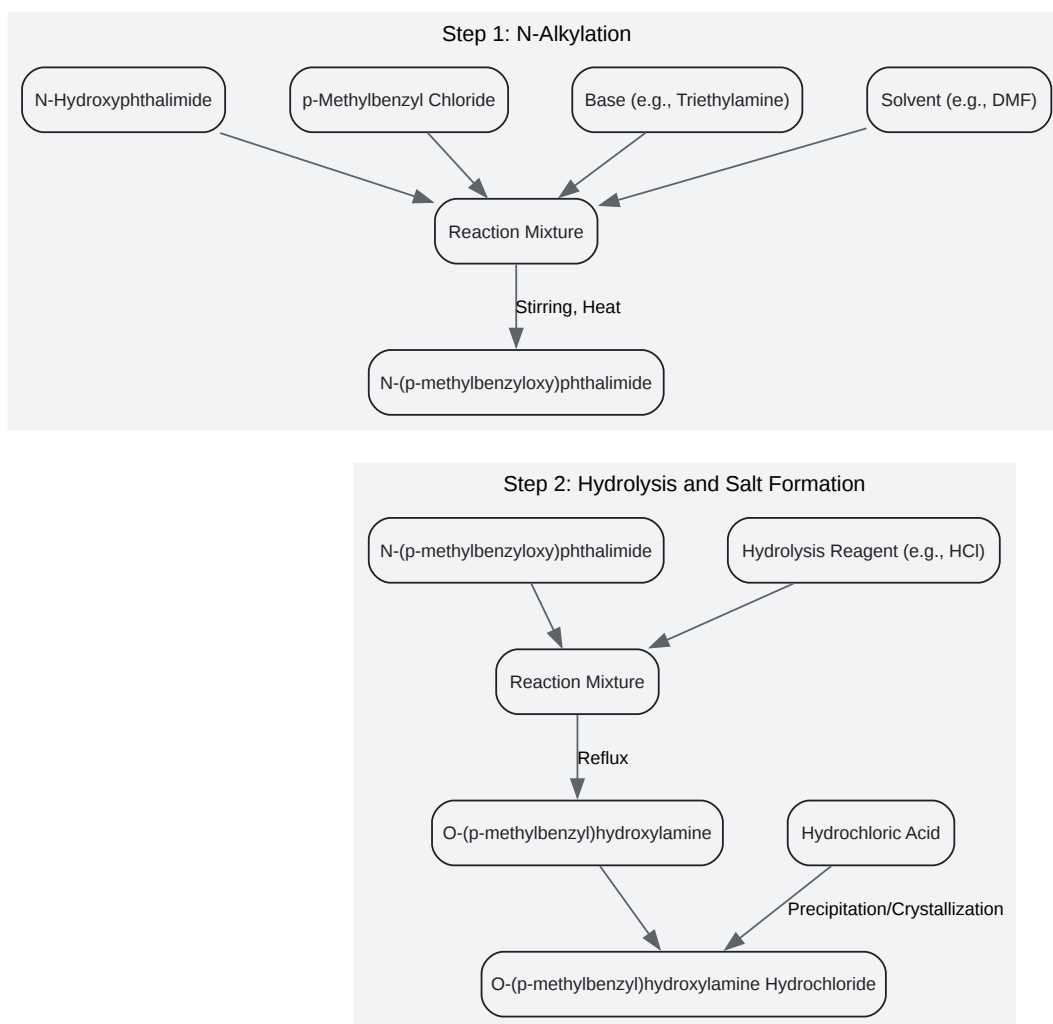 Step 1: N-Alkylation
N-Hydroxyphthalimide
p-Methylbenzyl Chloride
Base (e.g., Triethylamine)
Solvent (e.g., DMF)
Reaction Mixture
Stirring, Heat
N-(p-methylbenzyloxy)phthalimide
Step 2: Hydrolysis and Salt Formation
N-(p-methylbenzyloxy)phthalimide
Hydrolysis Reagent (e.g., HCl)
Reaction Mixture
Reflux
O-(p-methylbenzyl)hydroxylamine
Hydrochloric Acid
Precipitation/Crystallization
O-(p-methylbenzyl)hydroxylamine Hydrochloride